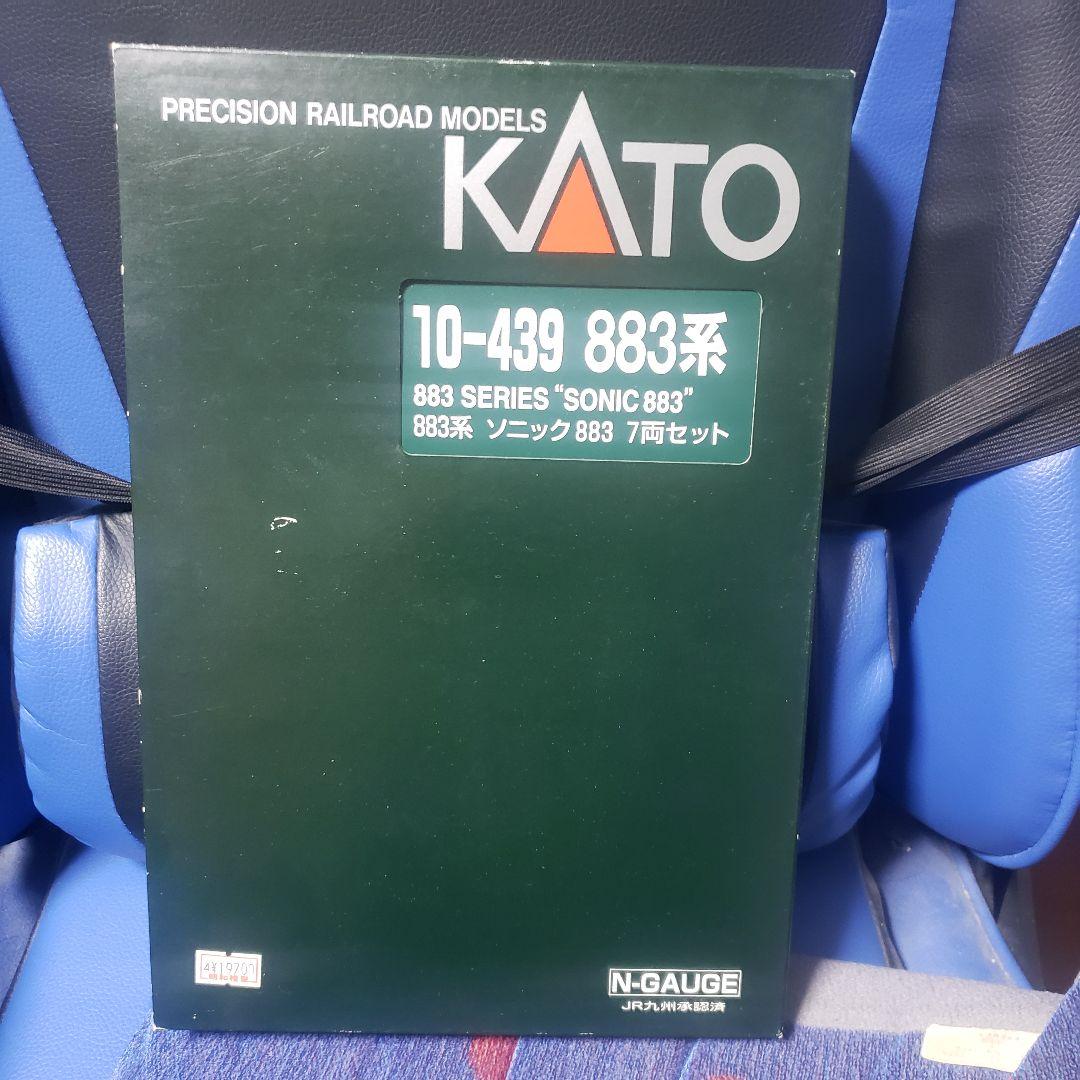 PRECISION RAILROAD MODELS
KATO
10-439 883系
883 SERIES "SONIC 883"
883系 ソニック883 7両セット
N-GAUGE
JR九州承認済